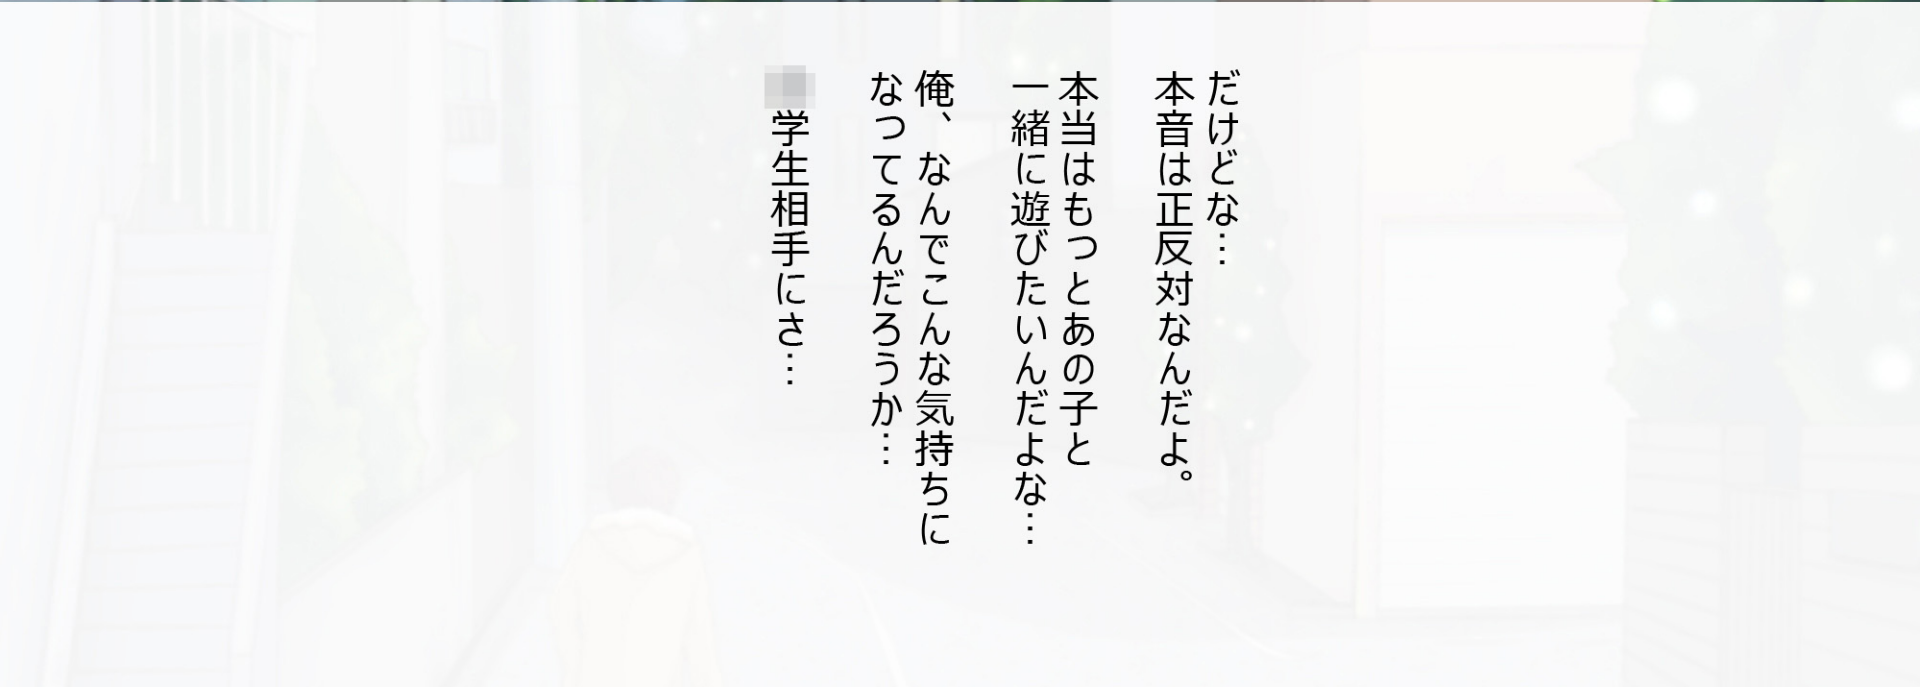 だけどな…
本音は正反対なんだよ。
本当はもっとあの子と
一緒に遊びたいんだよな…
俺、なんでこんな気持ちに
なってるんだろうか…
学生相手にさ…